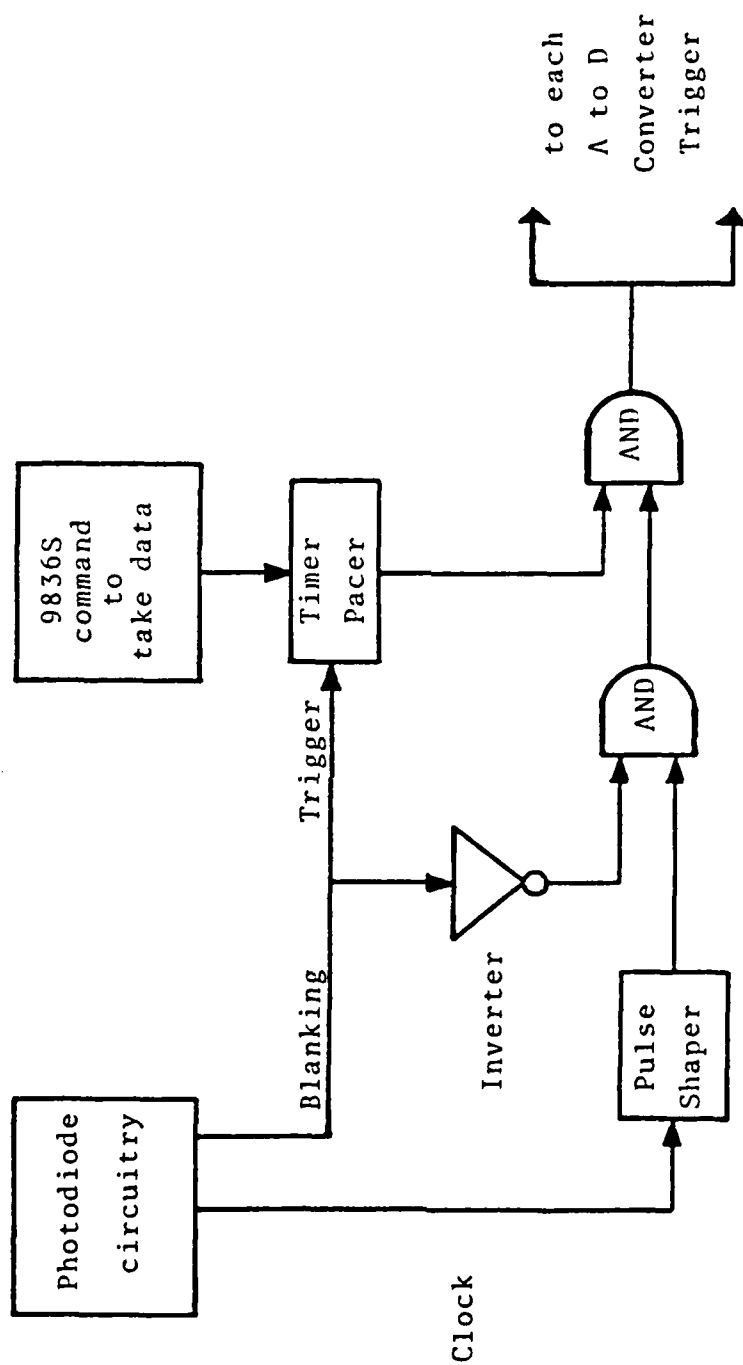 Photodiode
circuitry
9836S
command
to
take data
Blanking
Trigger
Timer
Pacer
Clock
Inverter
Pulse
Shaper
AND
AND
to each
A to D
Converter
Trigger